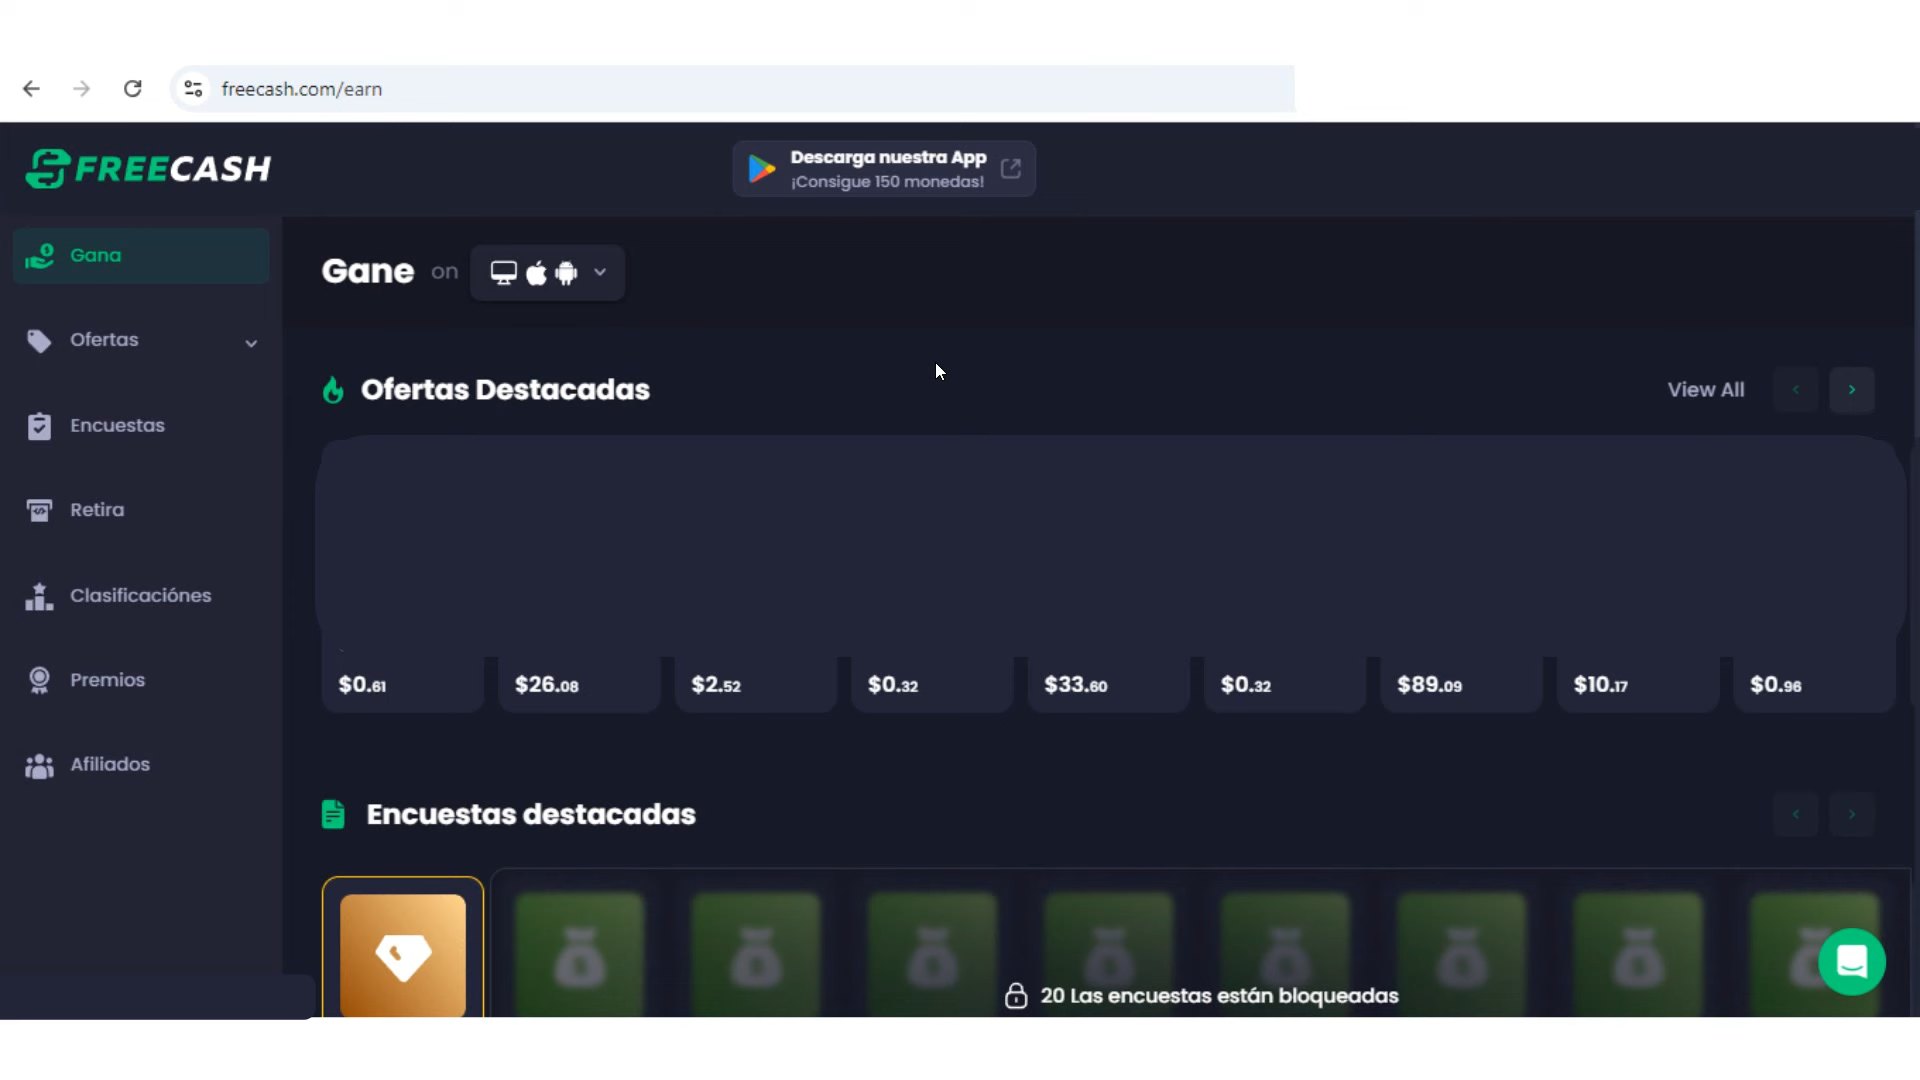 freecash.com/earn
FREECASH
Descarga nuestra App
¡Consigue 150 monedas!
Gana
Ofertas
Encuestas
Retira
Clasificaciónes
Premios
Afiliados
Gane on
Ofertas Destacadas
View All
$0.61 $26.08 $2.52 $0.32 $33.60 $0.32 $89.09 $10.17 $0.96
Encuestas destacadas
20 Las encuestas están bloqueadas